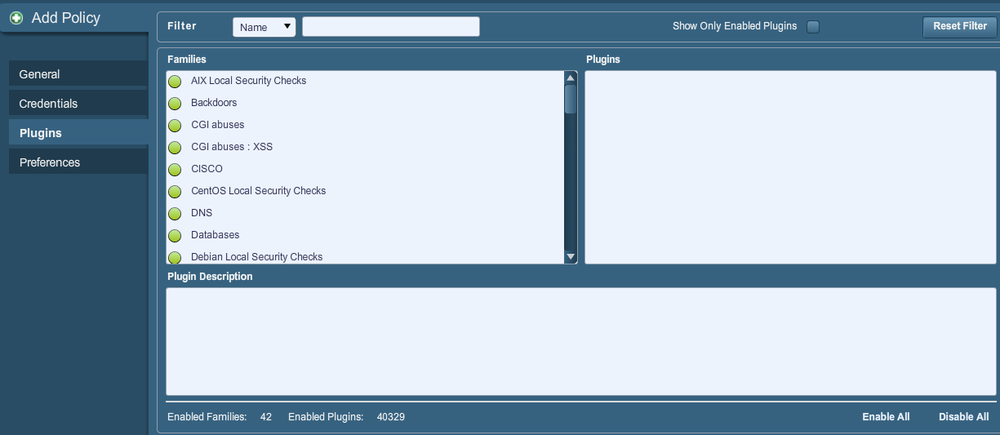 Add Policy
General
Credentials
Plugins
Preferences
Filter Name Show Only Enabled Plugins Reset Filter
Families Plugins
AIX Local Security Checks
Backdoors
CGI abuses
CGI abuses : XSS
CISCO
CentOS Local Security Checks
DNS
Databases
Debian Local Security Checks
Plugin Description
Enabled Families: 42 Enabled Plugins: 40329 Enable All Disable All